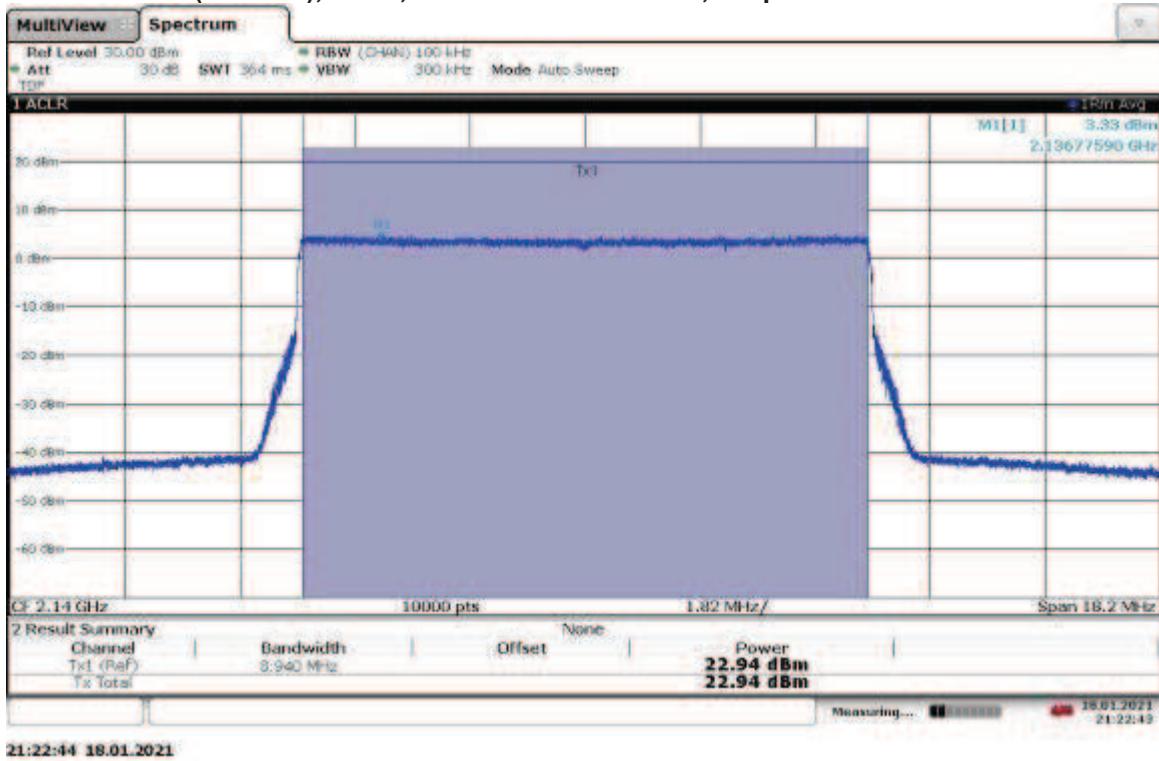 MultiView Spectrum
Ref Level 30.00 dBm RBW (CHAN) 100 kHz
Att 30 dB SWT 364 ms VBW 300 kHz Mode Auto Sweep
TDF
1 ACLR 1Rm Avg
M1[1] 3.33 dBm
2.13677590 GHz
20 dBm
Tx1
10 dBm
M1
0 dBm
-10 dBm
-20 dBm
-30 dBm
-40 dBm
-50 dBm
-60 dBm
CF 2.14 GHz 10000 pts 1.82 MHz/ Span 18.2 MHz
2 Result Summary None
Channel Bandwidth Offset Power
Tx1 (Ref) 8.940 MHz 22.94 dBm
Tx Total 22.94 dBm
Measuring... 18.01.2021
21:22:43
21:22:44 18.01.2021